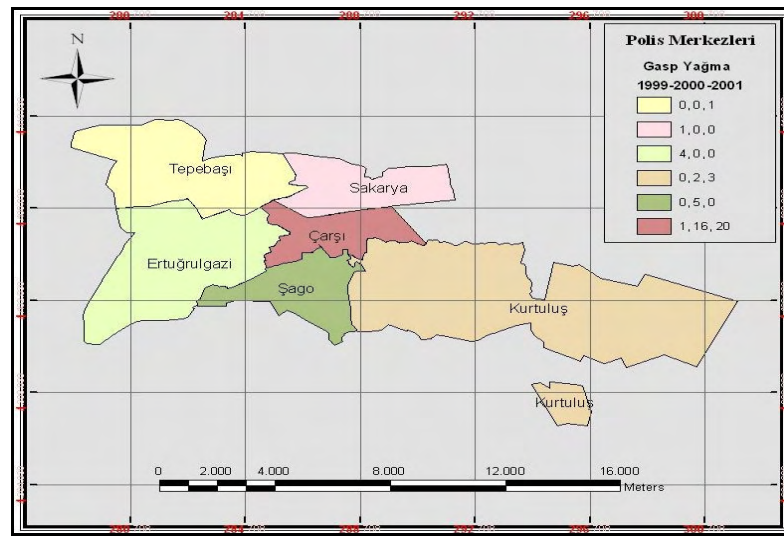 N
Polis Merkezleri
Gasp Yağma
1999-2000-2001
0,0,1
1,0,0
4,0,0
0,2,3
0,5,0
1,16,20
Tepebaşı
Sakarya
Çarşı
Ertuğrulgazi
Şago
Kurtuluş
Kurtuluş
0 2.000 4.000 8.000 12.000 16.000
Meters